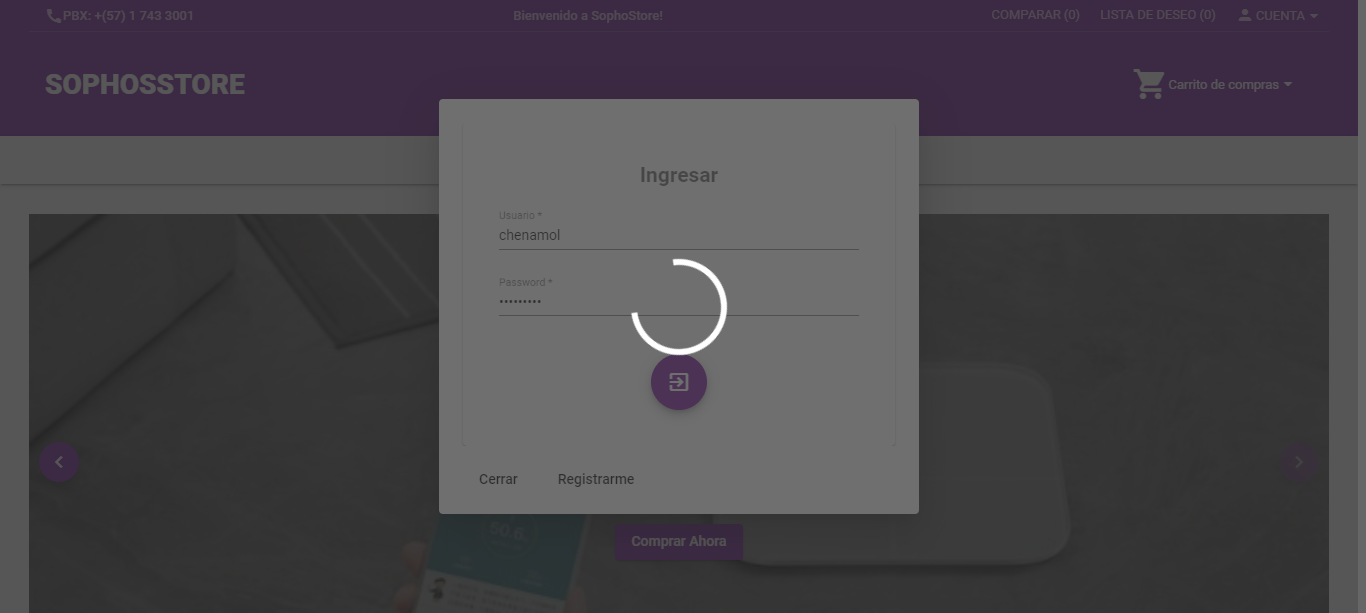 PBX: +(57) 1 743 3001
Bienvenido a SophoStore!
COMPARAR (0)
LISTA DE DESEO (0)
CUENTA
SOPHOSSTORE
Carrito de compras
Ingresar
Usuario *
chenamol
Password *
•••••••••
Cerrar
Registrarme
Comprar Ahora